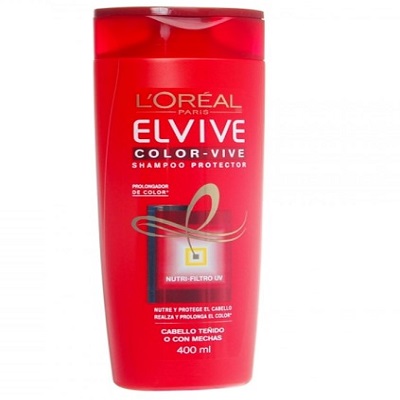 L'ORÉAL
PARIS
ELVIVE
COLOR-VIVE
SHAMPOO PROTECTOR
PROLONGADOR
DE COLOR*
NUTRI-FILTRO UV
NUTRE Y PROTEGE EL CABELLO
REALZA Y PROLONGA EL COLOR*
CABELLO TEÑIDO
O CON MECHAS
400 ml